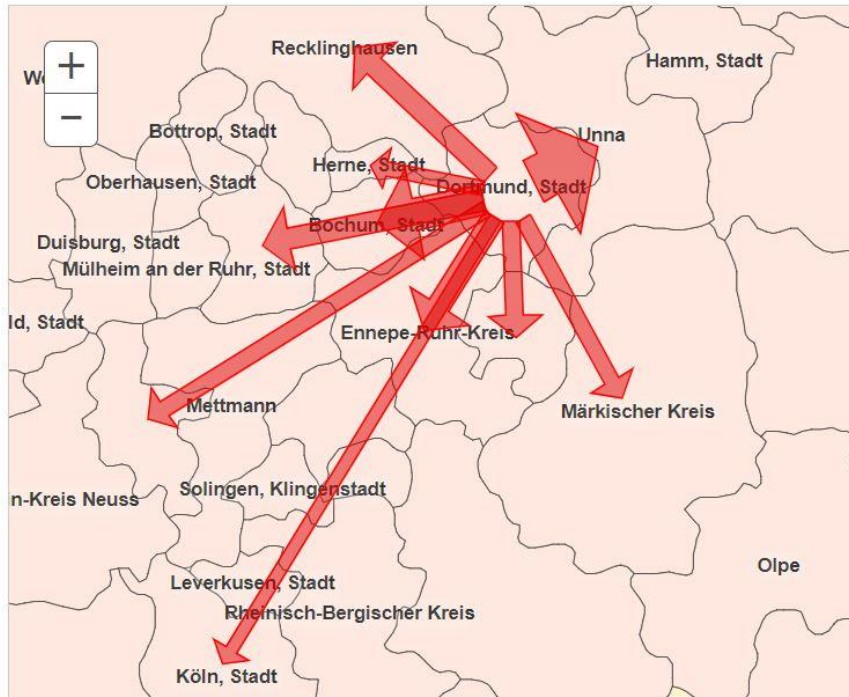 Recklinghausen
Hamm, Stadt
+
−
Bottrop, Stadt
Unna
Herne, Stadt
Oberhausen, Stadt
Dortmund, Stadt
Bochum, Stadt
Duisburg, Stadt
Mülheim an der Ruhr, Stadt
ld, Stadt
Ennepe-Ruhr-Kreis
Mettmann
Märkischer Kreis
Solingen, Klingenstadt
n-Kreis Neuss
Olpe
Leverkusen, Stadt
Rheinisch-Bergischer Kreis
Köln, Stadt